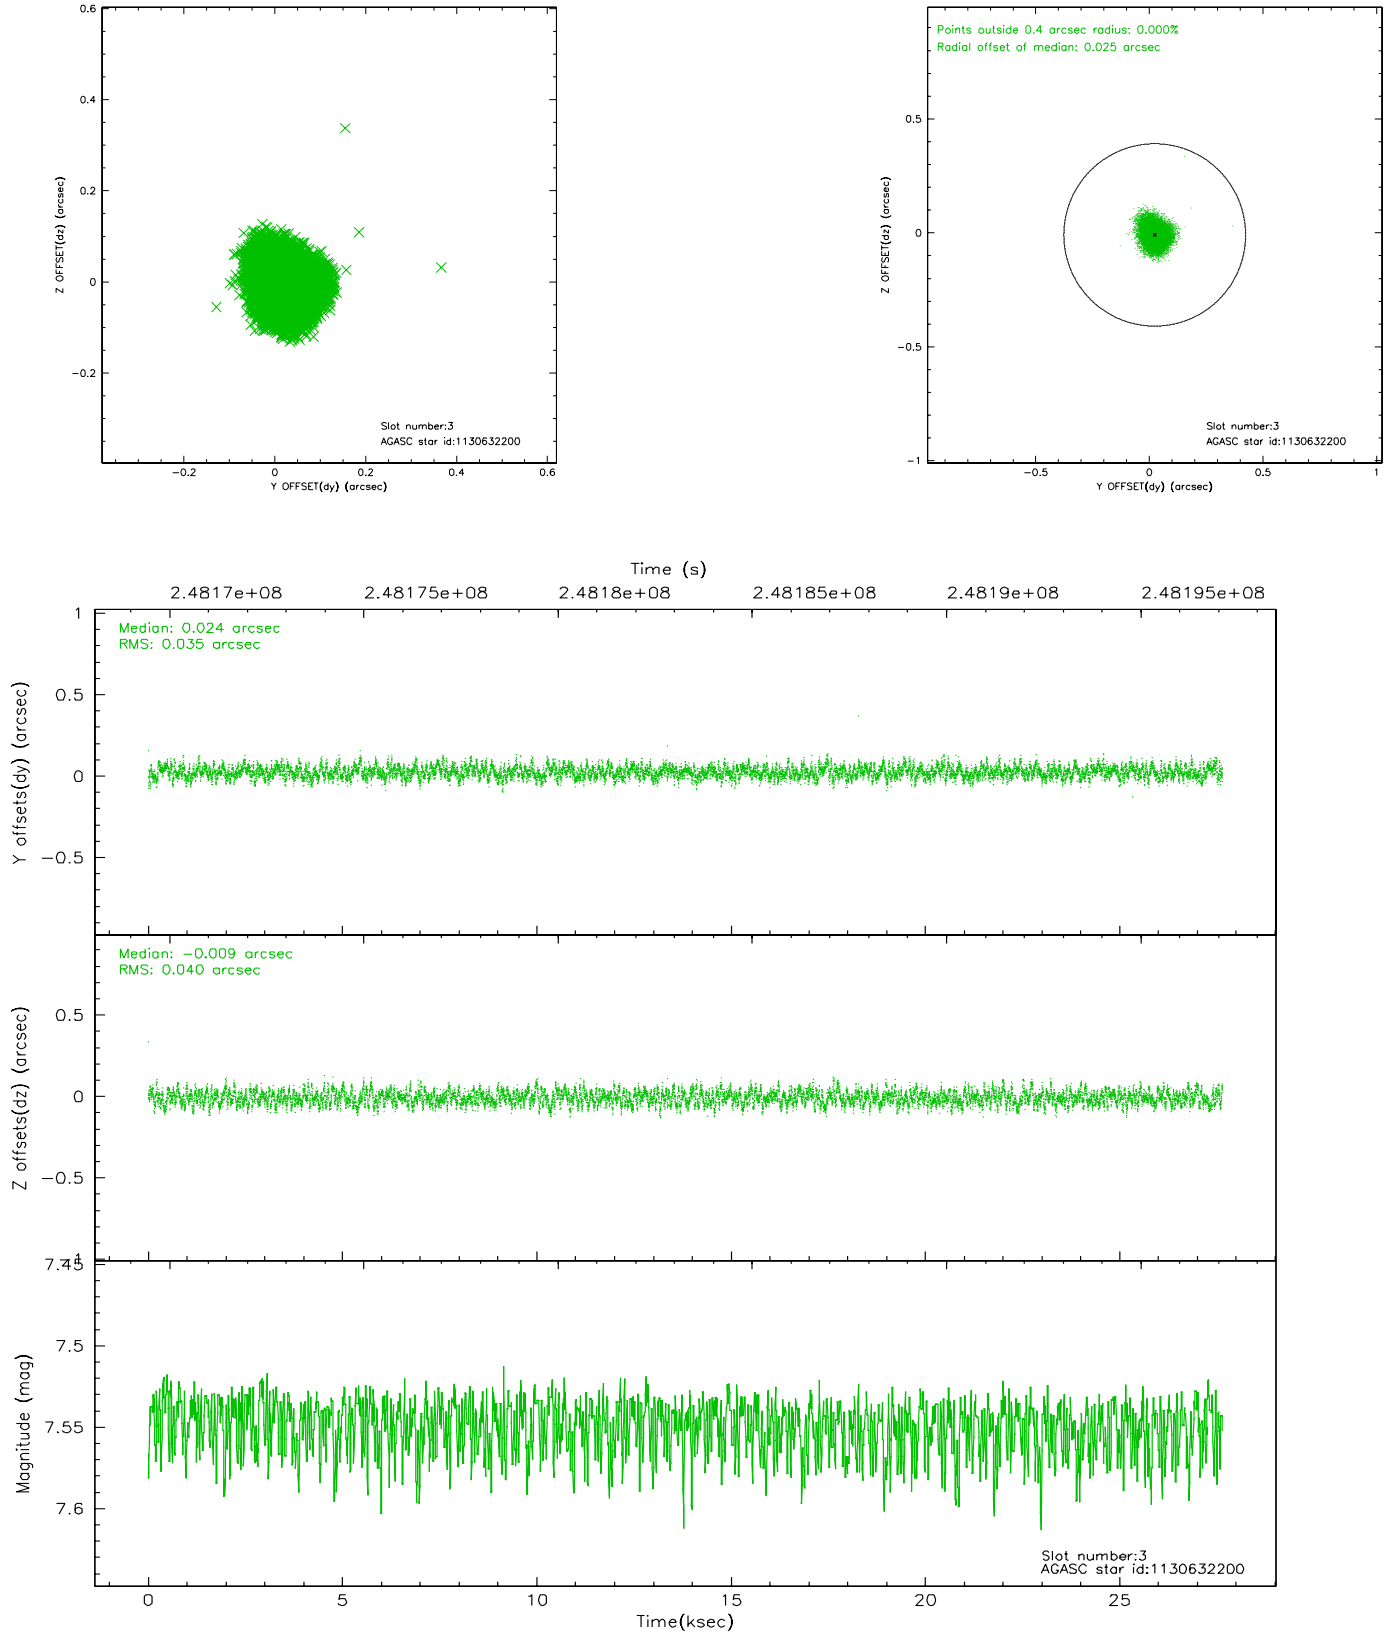 0.6
0.4
0.2
0
−0.2
Z OFFSET(dz) (arcsec)
Slot number:3
AGASC star id:1130632200
−0.2 0 0.2 0.4 0.6
Y OFFSET(dy) (arcsec)
Points outside 0.4 arcsec radius: 0.000%
Radial offset of median: 0.025 arcsec
0.5
0
−0.5
−1
Z OFFSET(dz) (arcsec)
Slot number:3
AGASC star id:1130632200
−0.5 0 0.5 1
Y OFFSET(dy) (arcsec)
Time (s)
2.4817e+08 2.48175e+08 2.4818e+08 2.48185e+08 2.4819e+08 2.48195e+08
Median: 0.024 arcsec
RMS: 0.035 arcsec
1
0.5
0
−0.5
Y offsets(dy) (arcsec)
Median: −0.009 arcsec
RMS: 0.040 arcsec
0.5
0
−0.5
Z offsets(dz) (arcsec)
7.45
7.5
7.55
7.6
Magnitude (mag)
Slot number:3
AGASC star id:1130632200
0 5 10 15 20 25
Time(ksec)